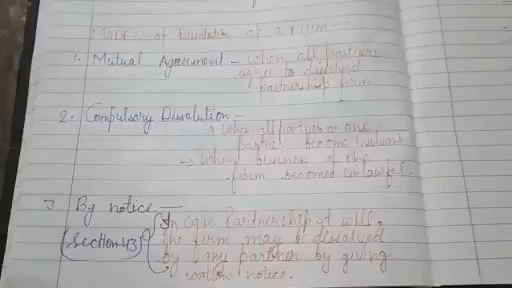 Modes of Dissolution of a Firm
1. Mutual Agreement - when all partners
agree to dissolved
partnership firm
2. Compulsory Dissolution -
→ when all partner or one
partner become insolvent
→ When business of the
firm becomes unlawful.
3 By notice -
(Section 43) In case Partnership at will,
the firm may be dissolved
by any partner by giving
notice.